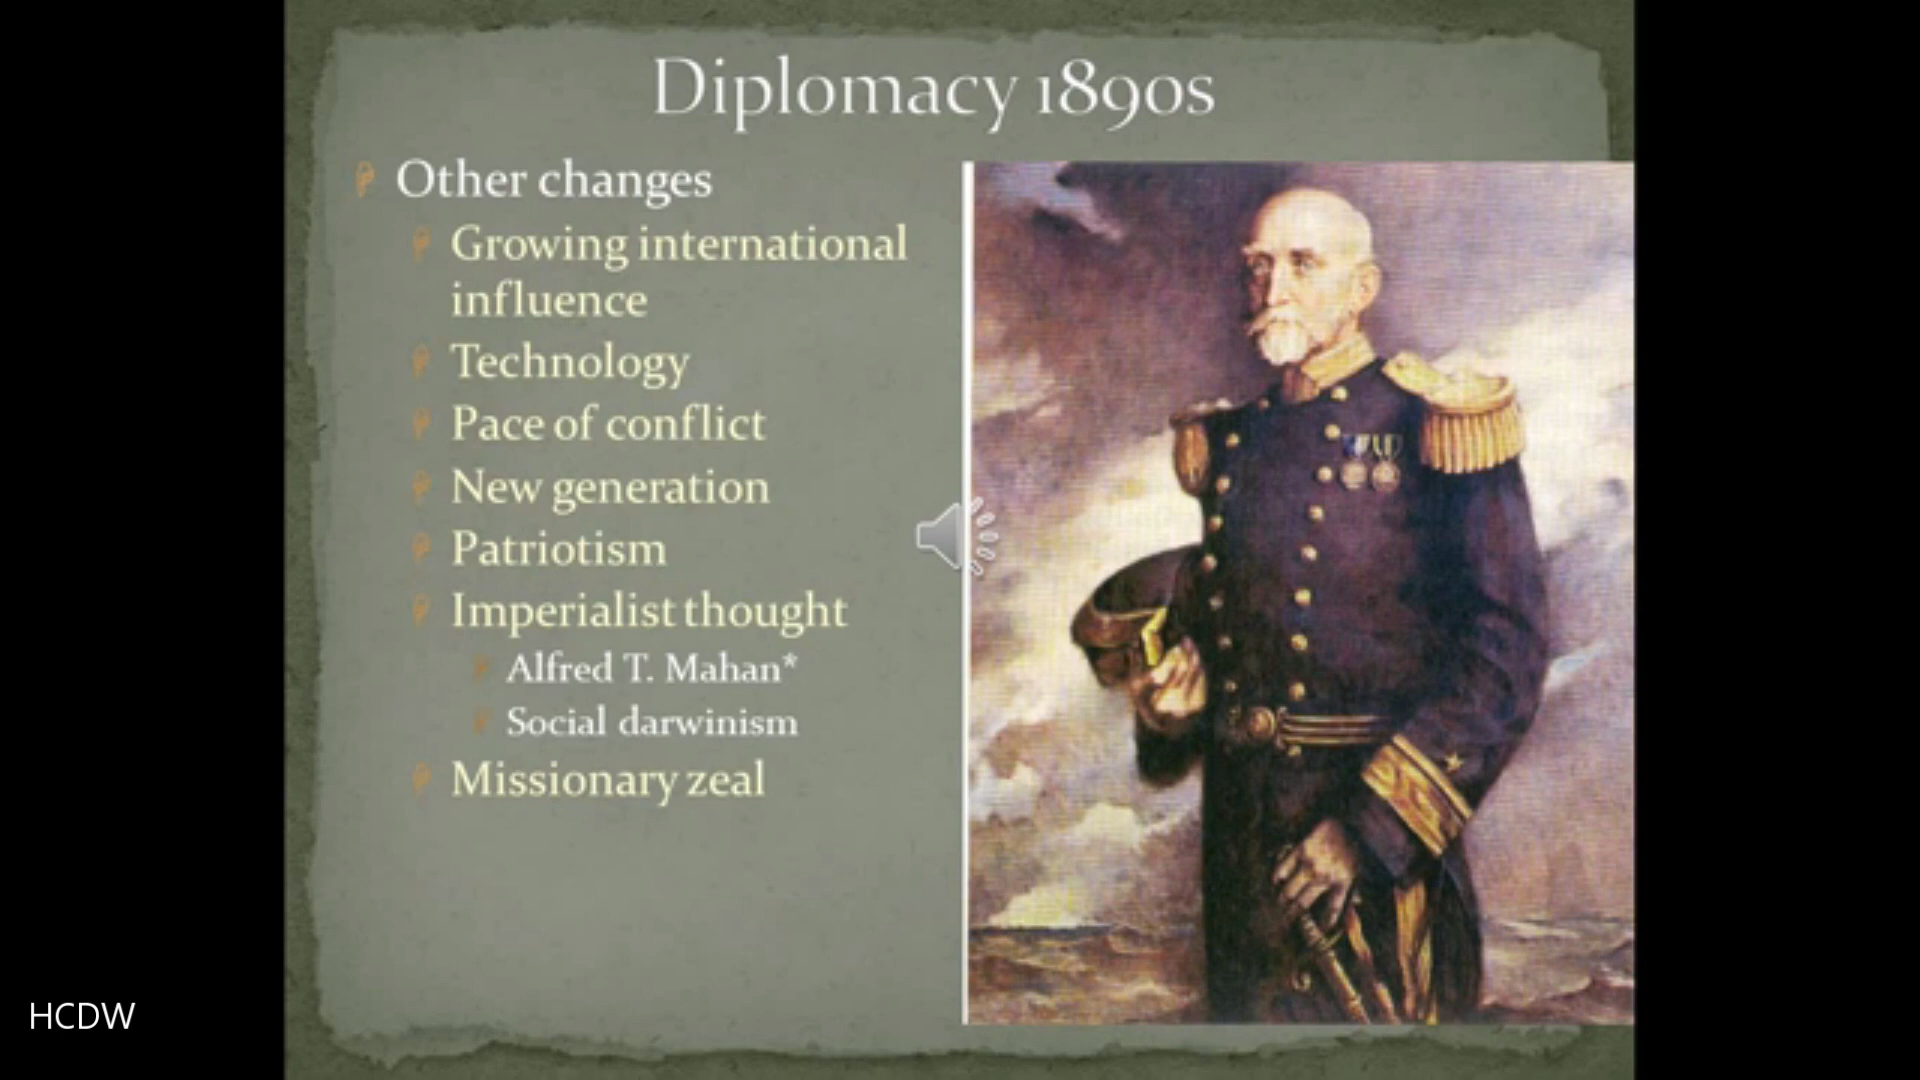 Diplomacy 1890s
Other changes
Growing international
influence
Technology
Pace of conflict
New generation
Patriotism
Imperialist thought
Alfred T. Mahan*
Social darwinism
Missionary zeal
HCDW